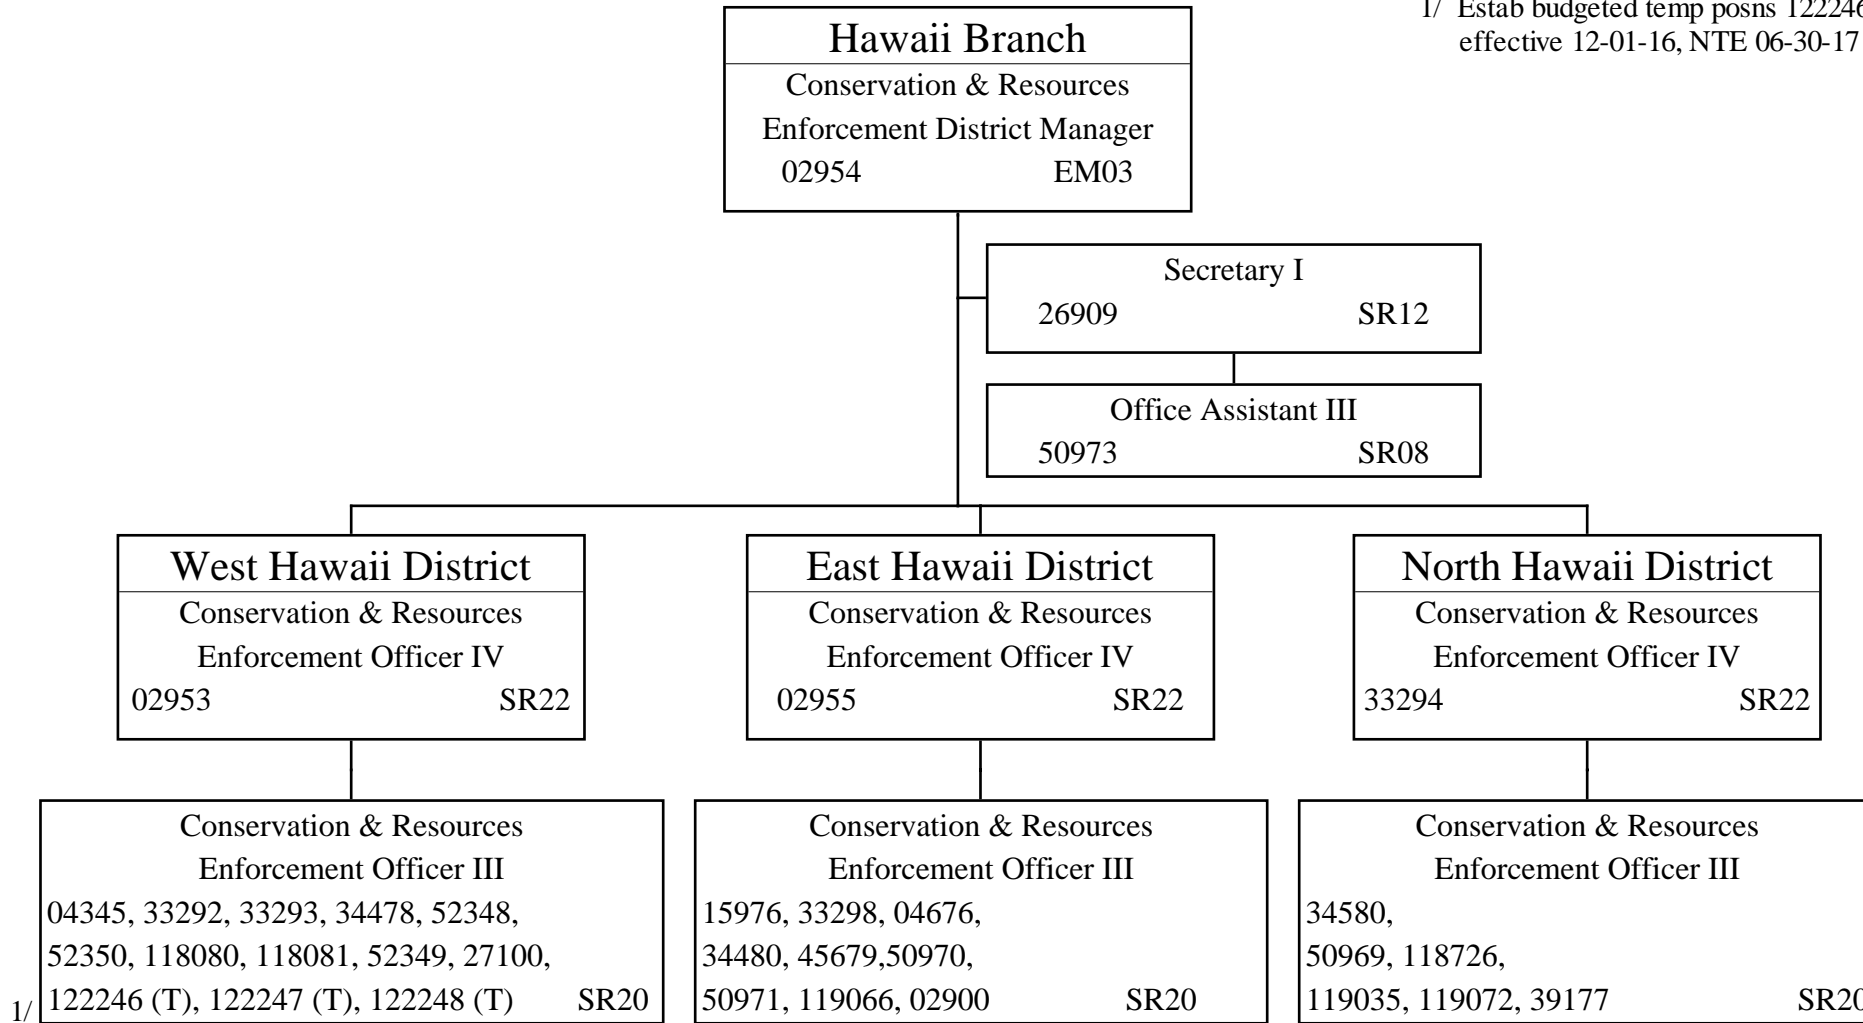 1/ Estab budgeted temp posns 122246
effective 12-01-16, NTE 06-30-17
Hawaii Branch
Conservation & Resources
Enforcement District Manager
02954 EM03
Secretary I
26909 SR12
Office Assistant III
50973 SR08
West Hawaii District
Conservation & Resources
Enforcement Officer IV
02953 SR22
East Hawaii District
Conservation & Resources
Enforcement Officer IV
02955 SR22
North Hawaii District
Conservation & Resources
Enforcement Officer IV
33294 SR22
Conservation & Resources
Enforcement Officer III
04345, 33292, 33293, 34478, 52348,
52350, 118080, 118081, 52349, 27100,
1/ 122246 (T), 122247 (T), 122248 (T) SR20
Conservation & Resources
Enforcement Officer III
15976, 33298, 04676,
34480, 45679,50970,
50971, 119066, 02900 SR20
Conservation & Resources
Enforcement Officer III
34580,
50969, 118726,
119035, 119072, 39177 SR20